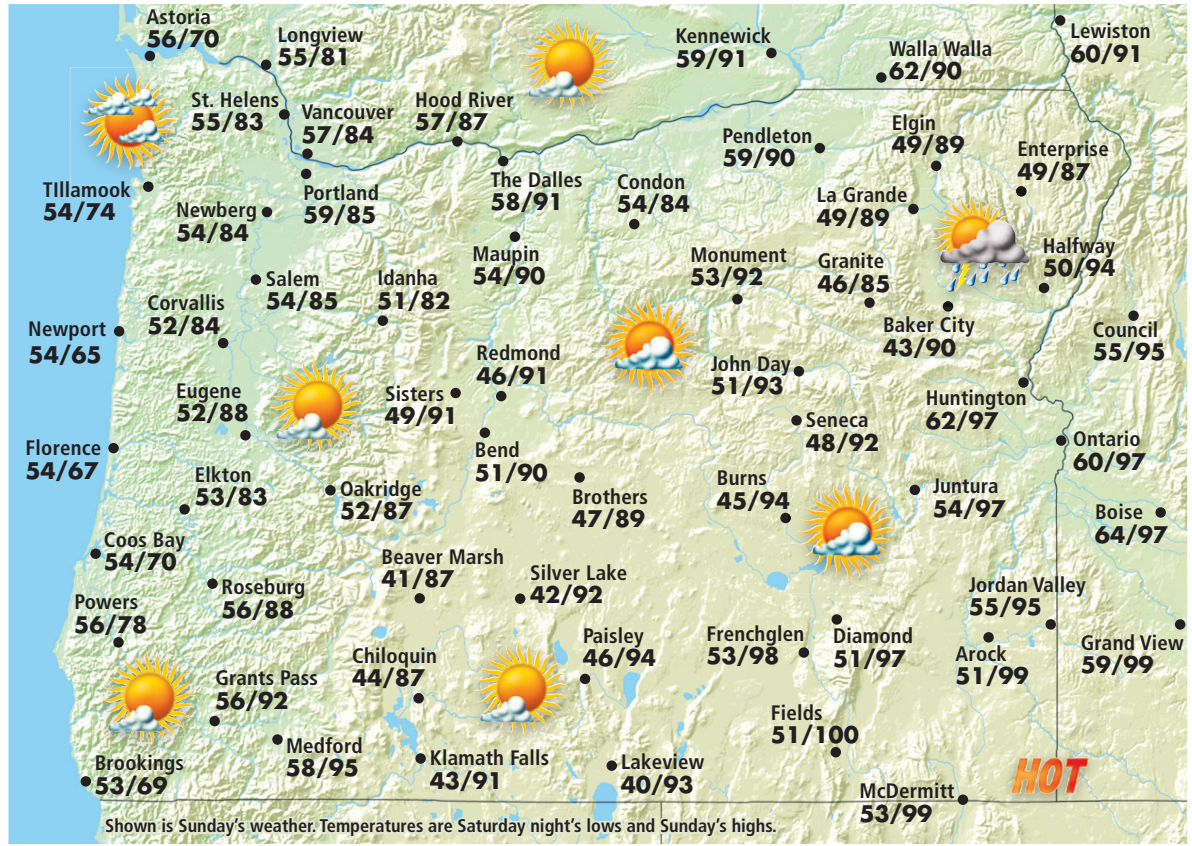 Astoria
56/70
Longview
55/81
Kennewick
59/91
Walla Walla
62/90
Lewiston
60/91
St. Helens
55/83
Vancouver
57/84
Hood River
57/87
Pendleton
59/90
Elgin
49/89
Enterprise
49/87
TIllamook
54/74
Newberg
54/84
Portland
59/85
The Dalles
58/91
Condon
54/84
La Grande
49/89
Maupin
54/90
Monument
53/92
Granite
46/85
Halfway
50/94
Salem
54/85
Idanha
51/82
Corvallis
52/84
Newport
54/65
Baker City
43/90
Council
55/95
Redmond
46/91
John Day
51/93
Eugene
52/88
Sisters
49/91
Huntington
62/97
Seneca
48/92
Florence
54/67
Bend
51/90
Ontario
60/97
Elkton
53/83
Oakridge
52/87
Brothers
47/89
Burns
45/94
Juntura
54/97
Boise
64/97
Coos Bay
54/70
Beaver Marsh
41/87
Silver Lake
42/92
Roseburg
56/88
Jordan Valley
55/95
Powers
56/78
Paisley
46/94
Frenchglen
53/98
Diamond
51/97
Arock
51/99
Grand View
59/99
Chiloquin
44/87
Grants Pass
56/92
Fields
51/100
Medford
58/95
Klamath Falls
43/91
Lakeview
40/93
Brookings
53/69
HOT
McDermitt
53/99
Shown is Sunday's weather. Temperatures are Saturday night's lows and Sunday's highs.